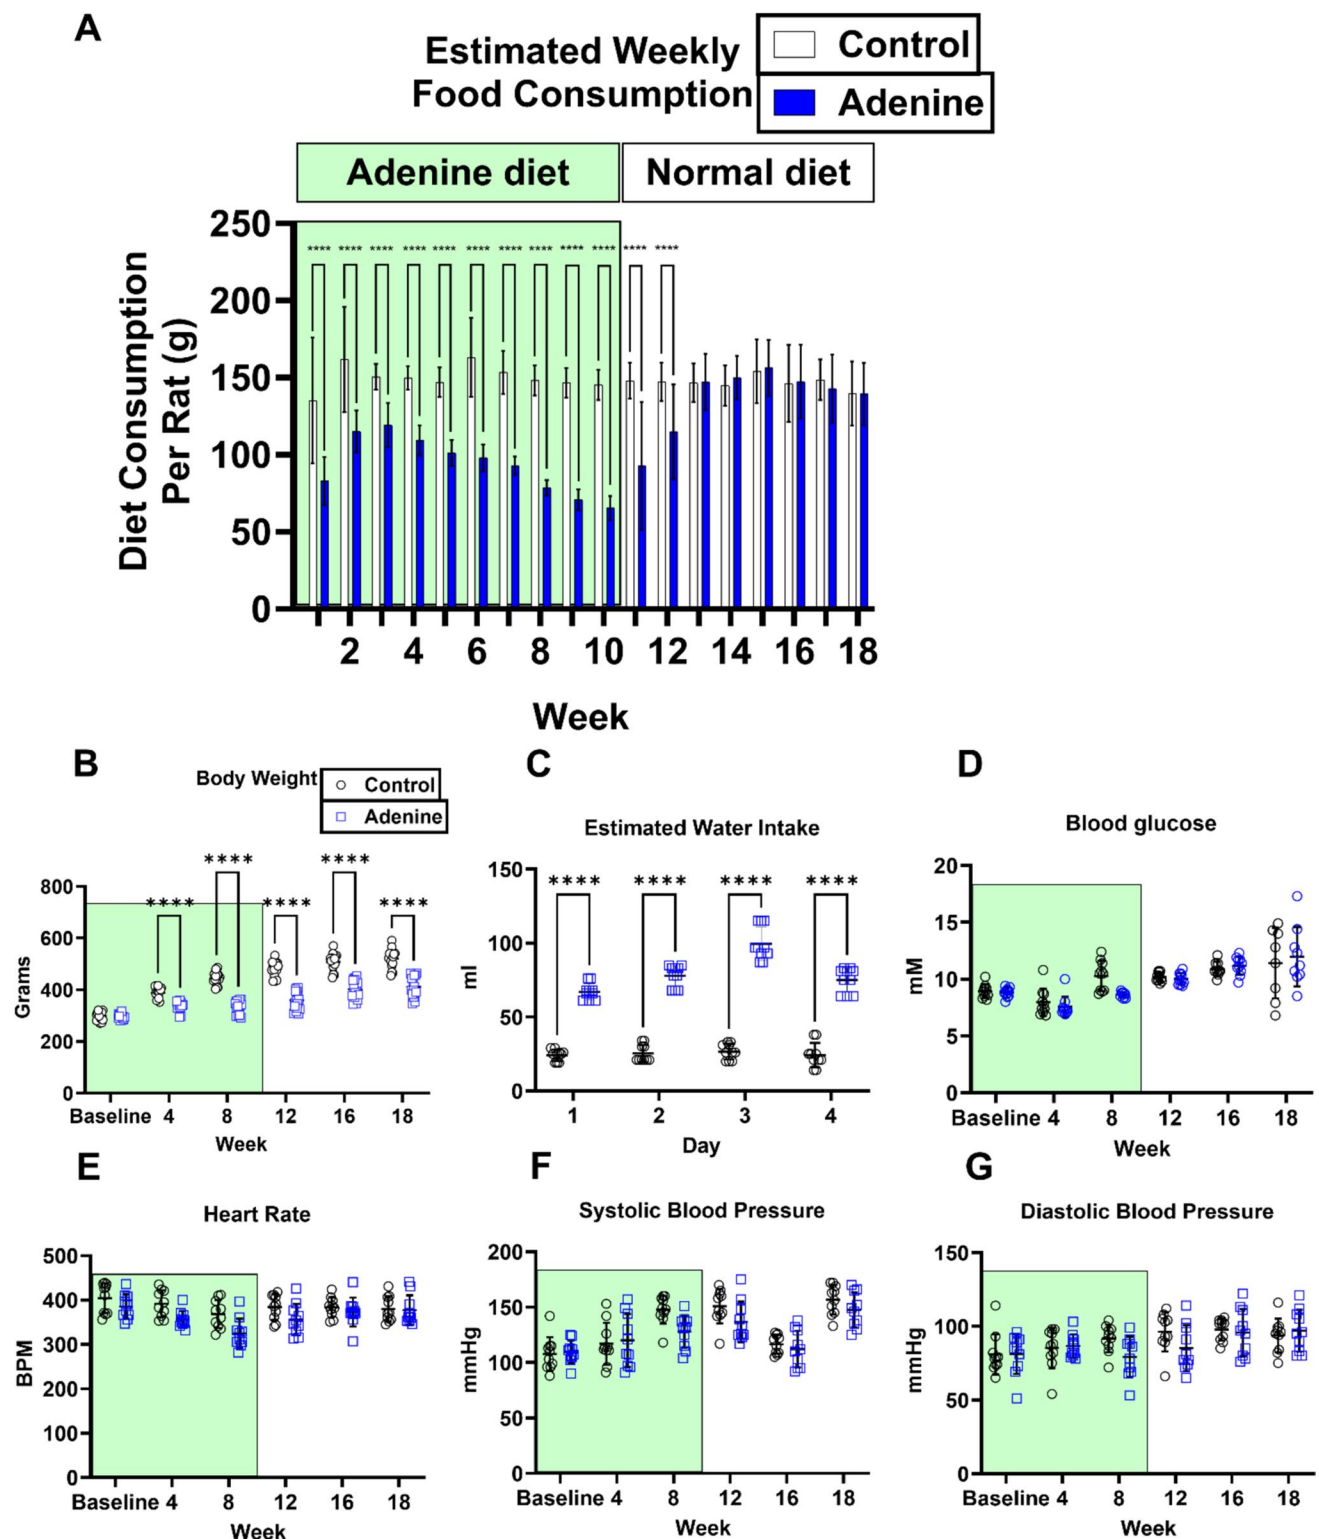 A
Estimated Weekly
Food Consumption
Control
Adenine
Adenine diet
Normal diet
**** **** **** **** **** **** **** **** **** **** **** ****
250
200
150
100
50
0
Diet Consumption
Per Rat (g)
2 4 6 8 10 12 14 16 18
Week
B
Body Weight
Control
Adenine
**** **** **** **** ****
800
600
400
200
0
Grams
Baseline 4 8 12 16 18
Week
C
Estimated Water Intake
**** **** **** ****
150
100
50
0
ml
1 2 3 4
Day
D
Blood glucose
20
15
10
5
0
mM
Baseline 4 8 12 16 18
Week
E
Heart Rate
500
400
300
200
100
0
BPM
Baseline 4 8 12 16 18
Week
F
Systolic Blood Pressure
200
150
100
50
0
mmHg
Baseline 4 8 12 16 18
Week
G
Diastolic Blood Pressure
150
100
50
0
mmHg
Baseline 4 8 12 16 18
Week